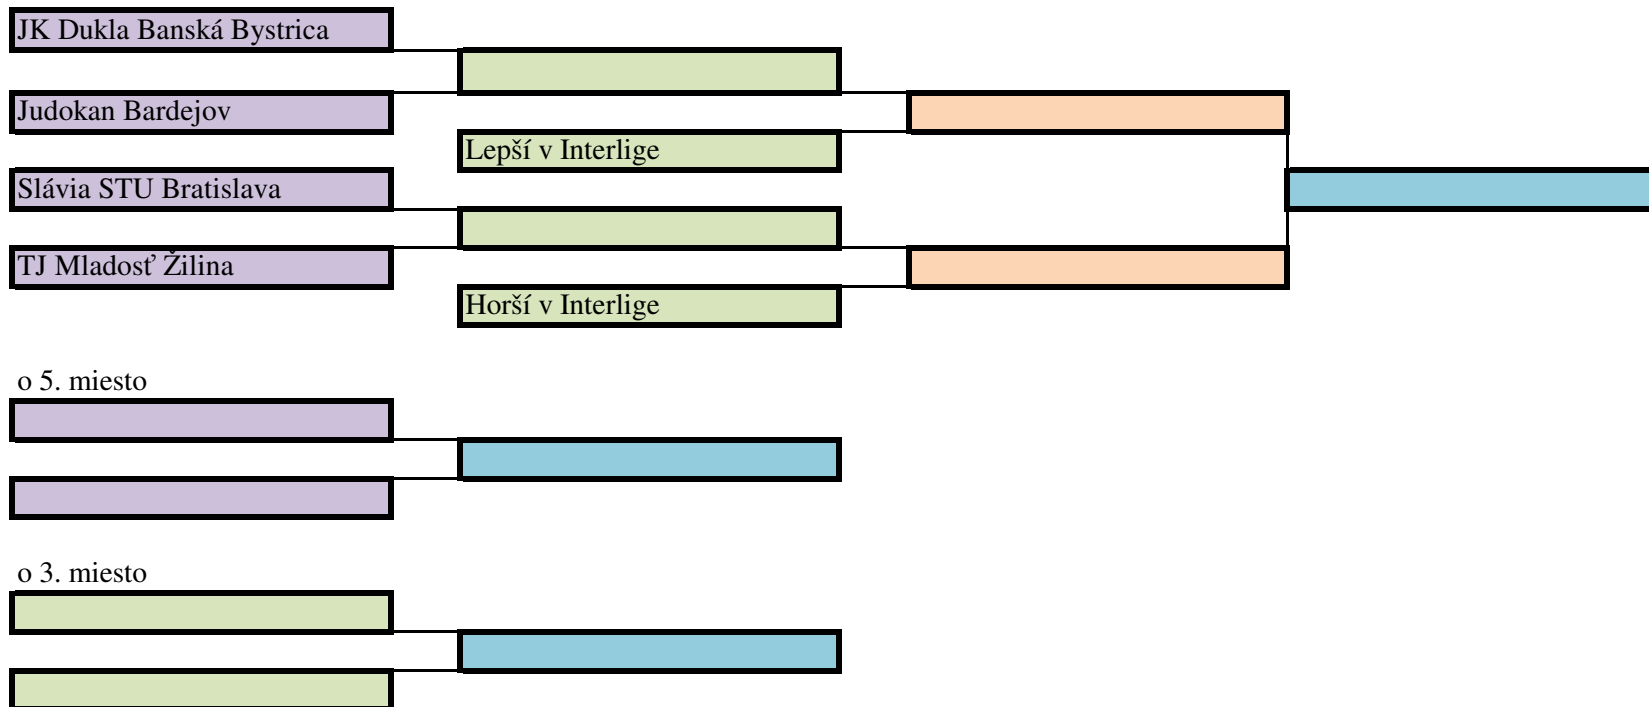 JK Dukla Banská Bystrica
Judokan Bardejov
Lepší v Interlige
Slávia STU Bratislava
TJ Mladosť Žilina
Horší v Interlige
o 5. miesto
o 3. miesto